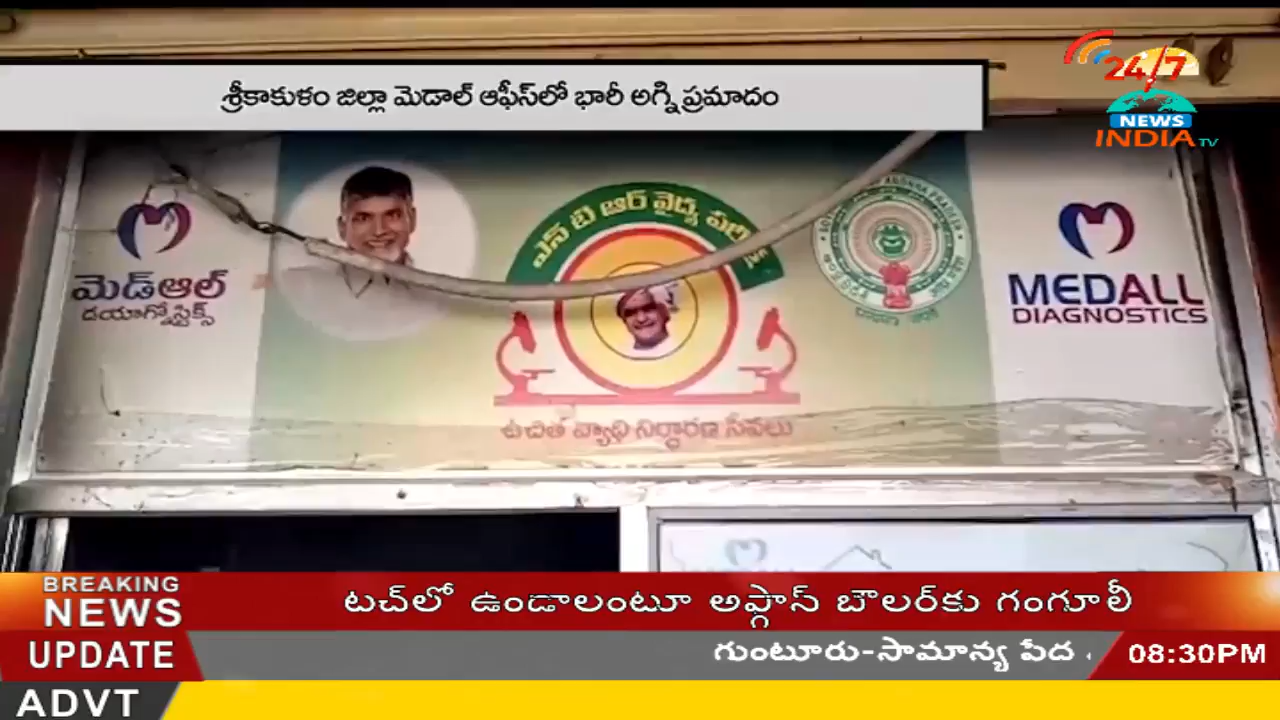 శ్రీకాకుళం జిల్లా మెడాల్ ఆఫీస్‌లో భారీ అగ్ని ప్రమాదం
24/7
NEWS
INDIA TV
ఎన్ టి ఆర్ వైద్య పరీక్ష
మెడ్ఆల్
డయాగ్నోస్టిక్స్
MEDALL
DIAGNOSTICS
ఉచిత వ్యాధి నిర్ధారణ సేవలు
BREAKING
NEWS
టచ్‌లో ఉండాలంటూ అఫ్గాన్ బౌలర్‌కు గంగూలీ
UPDATE
గుంటూరు-సామాన్య పేద
08:30PM
ADVT